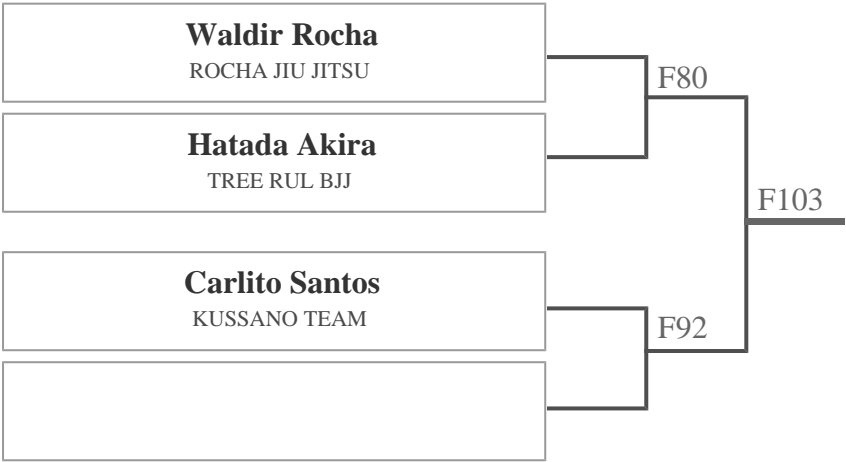 Waldir Rocha
ROCHA JIU JITSU
F80
Hatada Akira
TREE RUL BJJ
F103
Carlito Santos
KUSSANO TEAM
F92